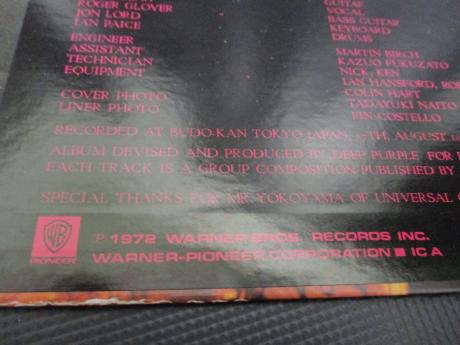 GUITAR
ROGER GLOVER VOCAL
JON LORD BASS GUITAR
IAN PAICE KEYBOARD
DRUMS
ENGINEER MARTIN BIRCH
ASSISTANT KAZUO FUKUZATO
TECHNICIAN NICK, KEN
EQUIPMENT IAN HANSFORD, ROB
COLIN HART
COVER PHOTO TADAYUKI NAITO
LINER PHOTO FIN COSTELLO
RECORDED AT BUDO-KAN TOKYO JAPAN, AUGUST
ALBUM DEVISED AND PRODUCED BY DEEP PURPLE FOR
EACH TRACK IS A GROUP COMPOSITION PUBLISHED BY
SPECIAL THANKS FOR MR. YOKOYAMA OF UNIVERSAL
WB
PIONEER
P 1972 WARNER BROS. RECORDS INC.
WARNER-PIONEER CORPORATION ■ IC A